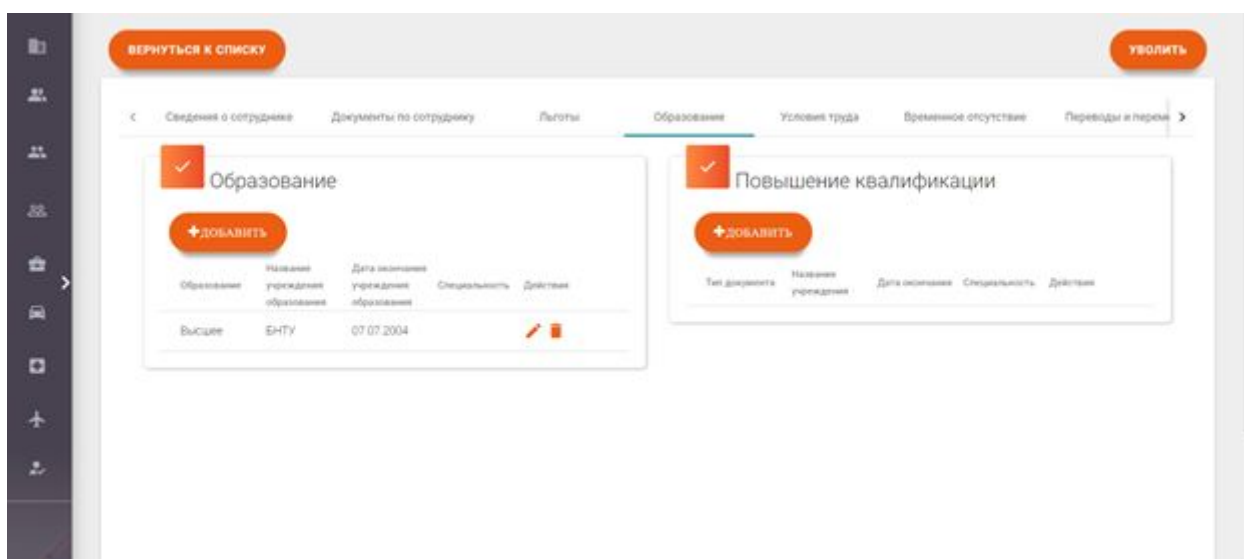 ВЕРНУТЬСЯ К СПИСКУ
УВОЛИТЬ
Сведения о сотруднике Документы по сотруднику Льготы Образование Условия труда Временное отсутствие Переводы и перем
Образование
+ДОБАВИТЬ
Образование Название учреждения образования Дата окончания учреждения образования Специальность Действия
Высшее БНТУ 07.07.2004
Повышение квалификации
+ДОБАВИТЬ
Тип документа Название учреждения Дата окончания Специальность Действия